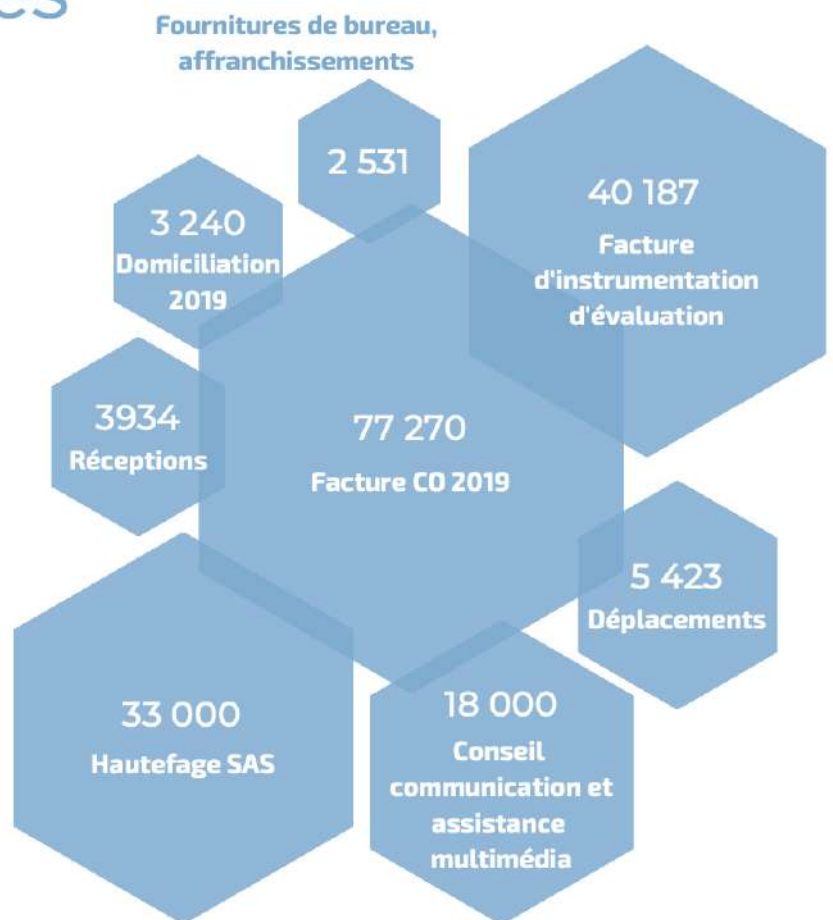 es
Fournitures de bureau,
affranchissements
2 531
40 187
Facture
d'instrumentation
d'évaluation
3 240
Domiciliation
2019
3934
Réceptions
77 270
Facture CO 2019
5 423
Déplacements
33 000
Hautefage SAS
18 000
Conseil
communication et
assistance
multimédia